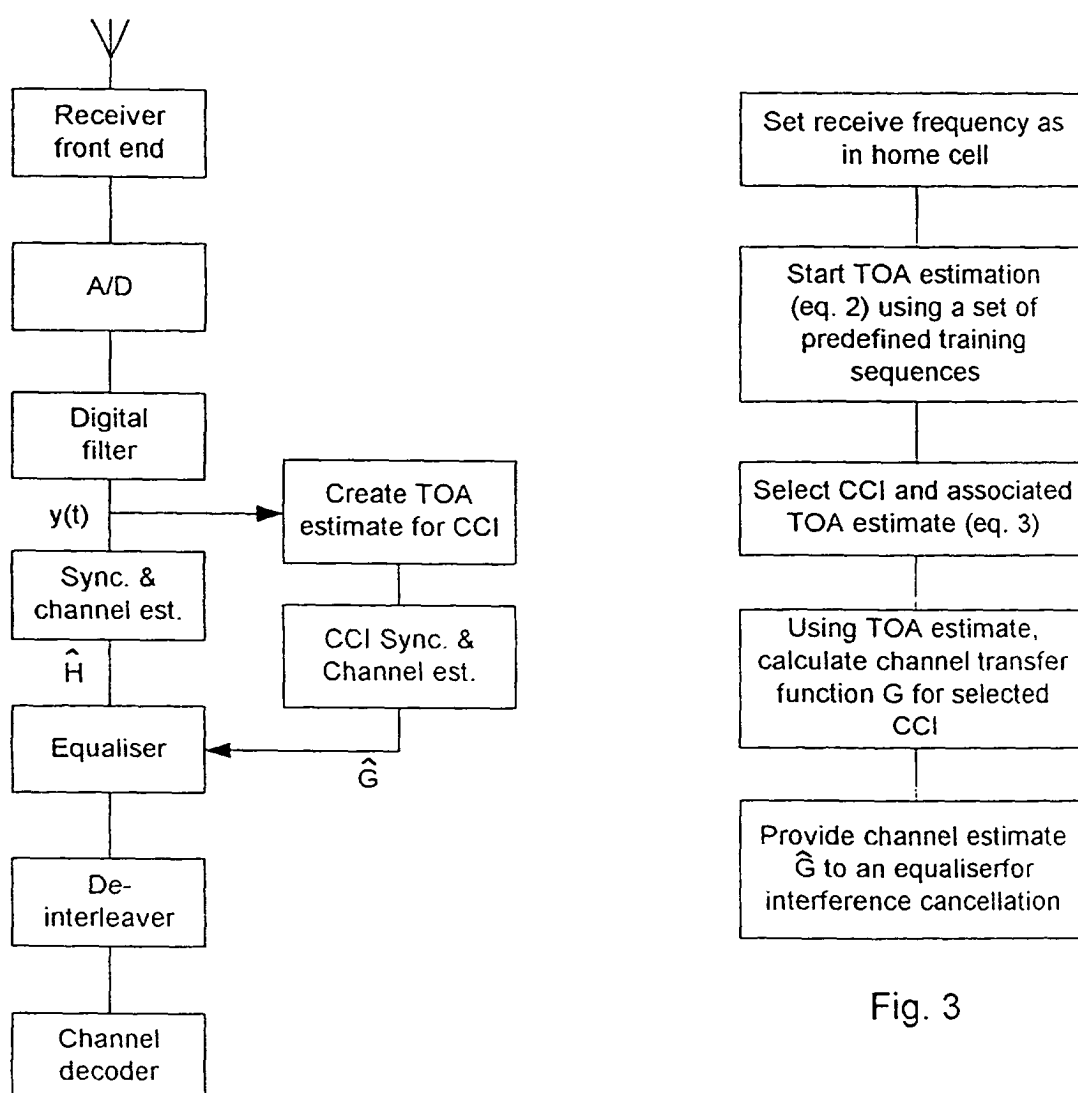 Receiver
front end
A/D
Digital
filter
y(t)
Create TOA
estimate for CCI
Sync. &
channel est.
CCI Sync. &
Channel est.
Ĥ
Equaliser
Ĝ
De-
interleaver
Channel
decoder
Set receive frequency as
in home cell
Start TOA estimation
(eq. 2) using a set of
predefined training
sequences
Select CCI and associated
TOA estimate (eq. 3)
Using TOA estimate,
calculate channel transfer
function G for selected
CCI
Provide channel estimate
Ĝ to an equaliserfor
interference cancellation
Fig. 3